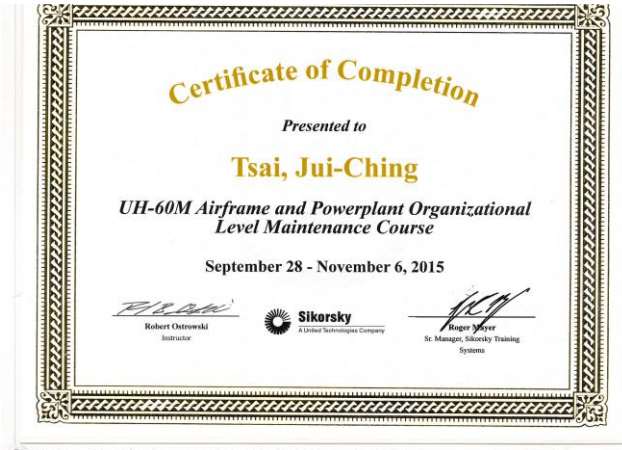 Certificate of Completion
Presented to
Tsai, Jui-Ching
UH-60M Airframe and Powerplant Organizational
Level Maintenance Course
September 28 - November 6, 2015
Robert Ostrowski
Instructor
Sikorsky
A United Technologies Company
Roger Mayer
Sr. Manager, Sikorsky Training
Systems